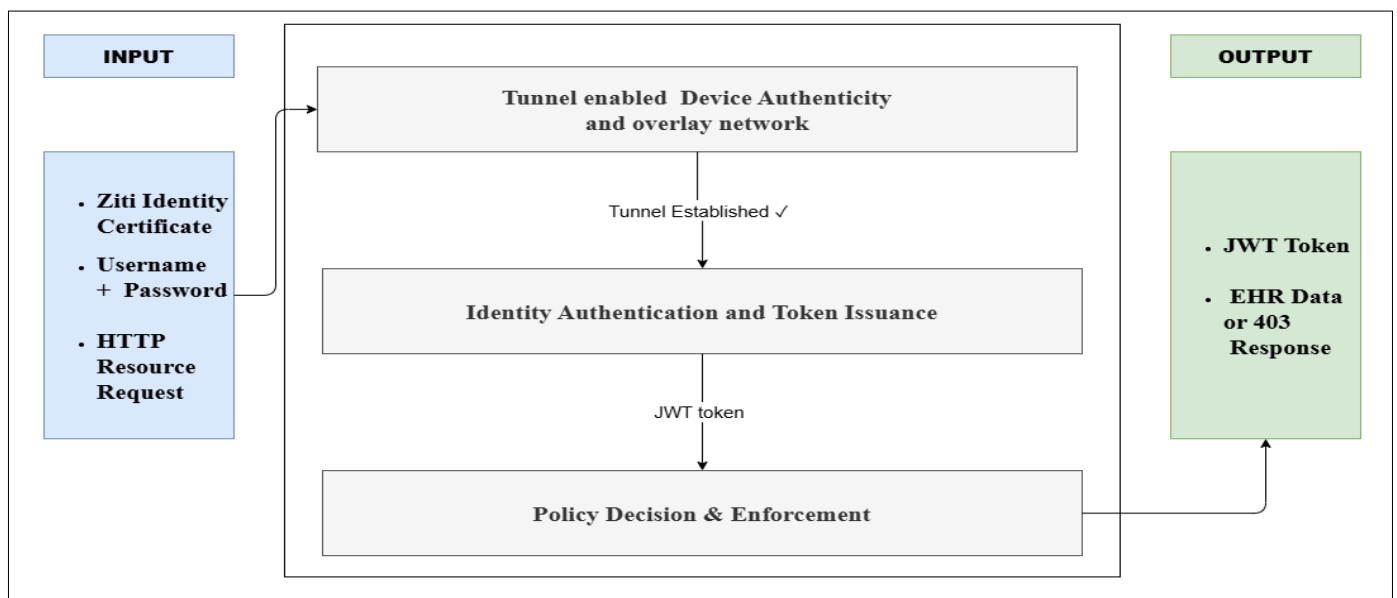 INPUT
• Ziti Identity
Certificate
• Username
+ Password
• HTTP
Resource
Request
Tunnel enabled Device Authenticity
and overlay network
Tunnel Established ✓
Identity Authentication and Token Issuance
JWT token
Policy Decision & Enforcement
OUTPUT
• JWT Token
• EHR Data
or 403
Response